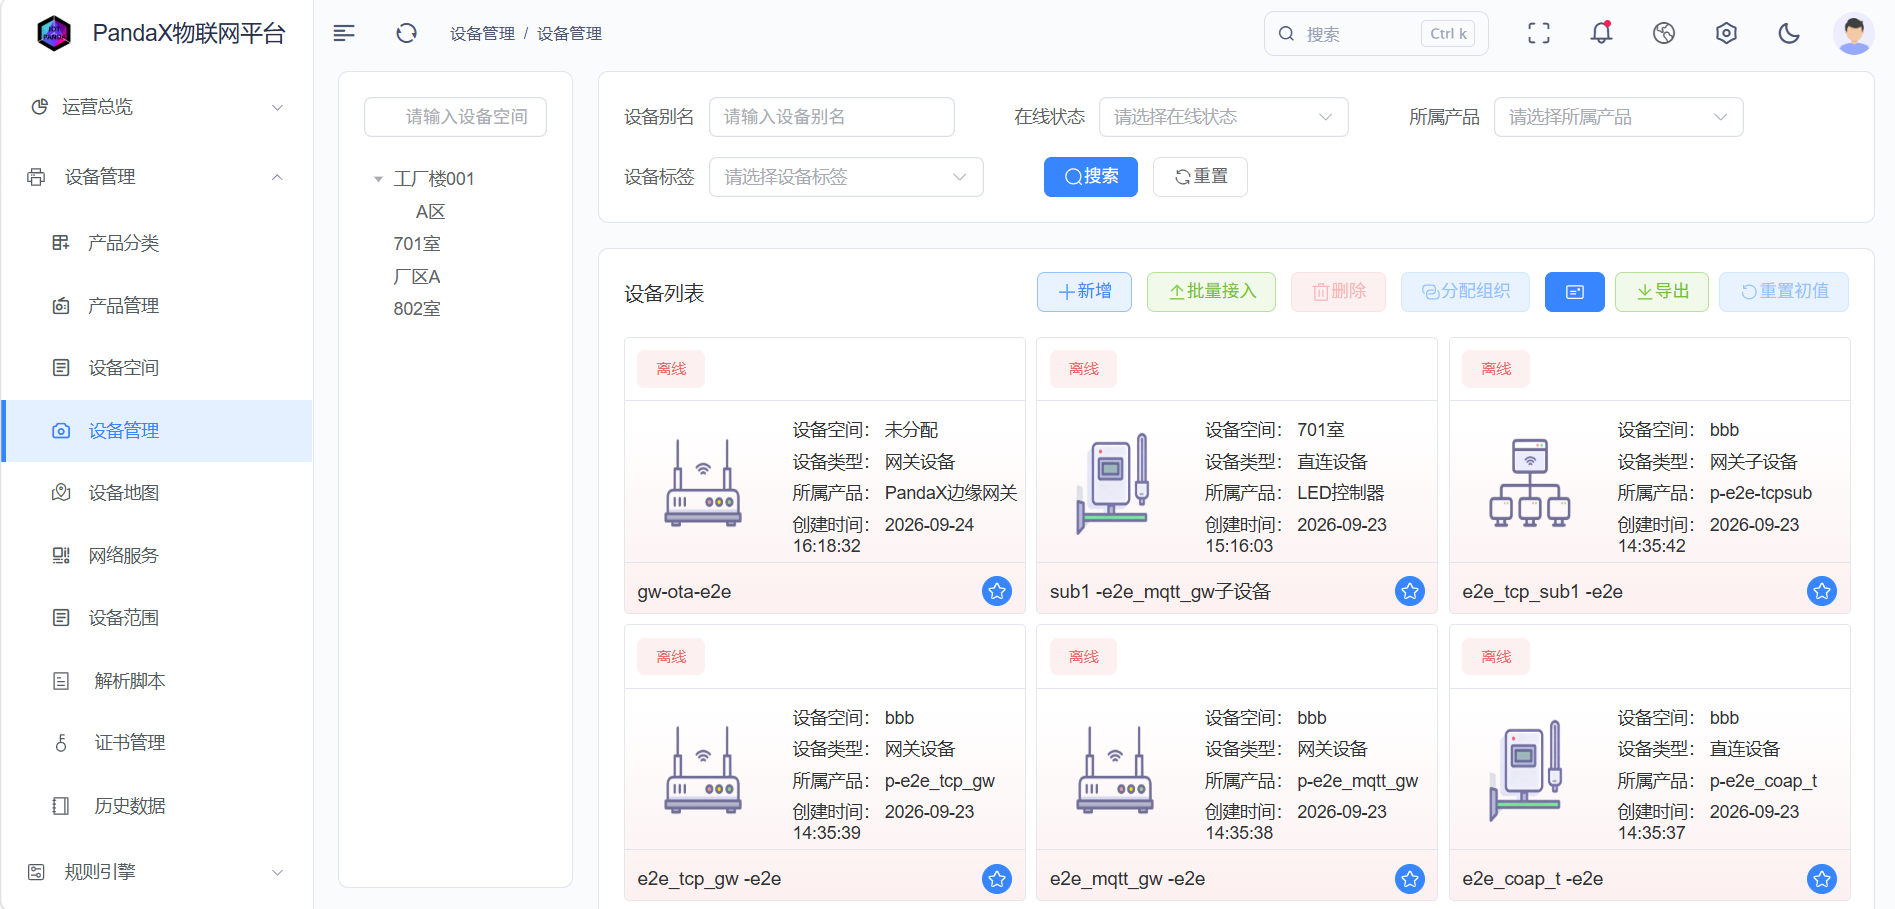 PandaX物联网平台
设备管理 / 设备管理
搜索
Ctrl k
运营总览
设备管理
产品分类
产品管理
设备空间
设备管理
设备地图
网络服务
设备范围
解析脚本
证书管理
历史数据
规则引擎
请输入设备空间
工厂楼001
A区
701室
厂区A
802室
设备别名 请输入设备别名
在线状态 请选择在线状态
所属产品 请选择所属产品
设备标签 请选择设备标签
搜索
重置
设备列表
新增
批量接入
删除
分配组织
导出
重置初值
离线
设备空间： 未分配
设备类型： 网关设备
所属产品： PandaX边缘网关
创建时间： 2026-09-24
16:18:32
gw-ota-e2e
离线
设备空间： 701室
设备类型： 直连设备
所属产品： LED控制器
创建时间： 2026-09-23
15:16:03
sub1 -e2e_mqtt_gw子设备
离线
设备空间： bbb
设备类型： 网关子设备
所属产品： p-e2e-tcpsub
创建时间： 2026-09-23
14:35:42
e2e_tcp_sub1 -e2e
离线
设备空间： bbb
设备类型： 网关设备
所属产品： p-e2e_tcp_gw
创建时间： 2026-09-23
14:35:39
e2e_tcp_gw -e2e
离线
设备空间： bbb
设备类型： 网关设备
所属产品： p-e2e_mqtt_gw
创建时间： 2026-09-23
14:35:38
e2e_mqtt_gw -e2e
离线
设备空间： bbb
设备类型： 直连设备
所属产品： p-e2e_coap_t
创建时间： 2026-09-23
14:35:37
e2e_coap_t -e2e